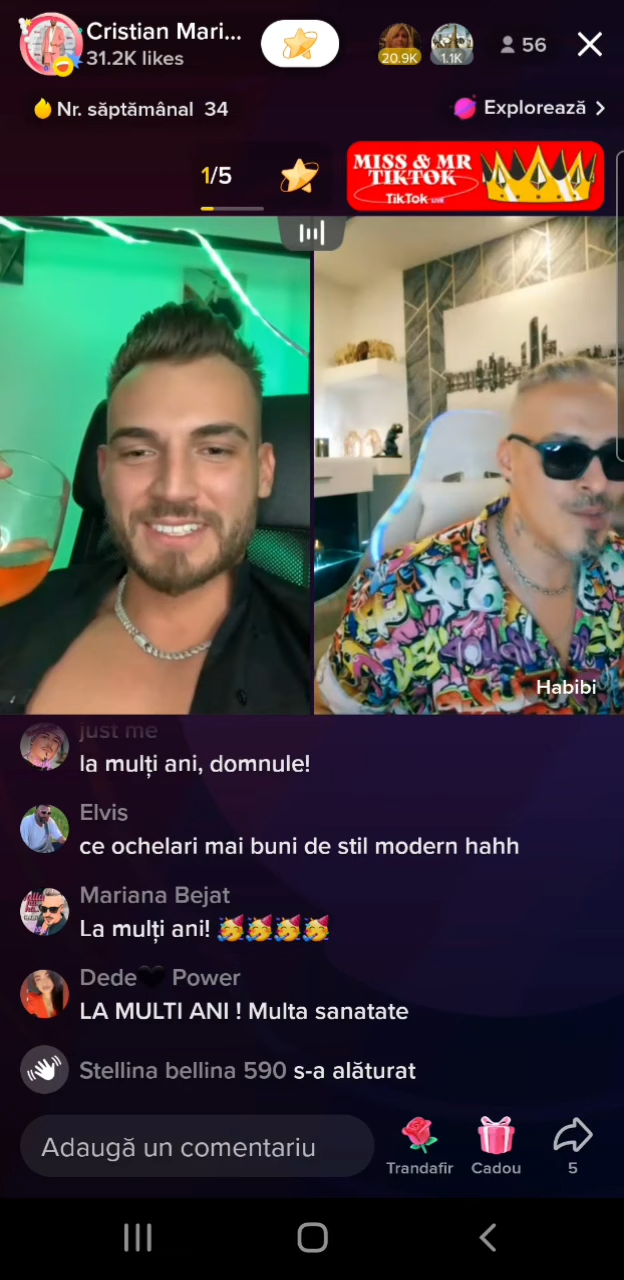 Cristian Mari...
31.2K likes
20.9K
1.1K
56
Nr. săptămânal 34
Explorează
1/5
MISS & MR
TIKTOK
TikTok LIVE
Habibi
just me
la mulți ani, domnule!
Elvis
ce ochelari mai buni de stil modern hahh
Mariana Bejat
La mulți ani! 🥳🥳🥳🥳
Dede🖤 Power
LA MULTI ANI ! Multa sanatate
Stellina bellina 590 s-a alăturat
Adaugă un comentariu
Trandafir
Cadou
5